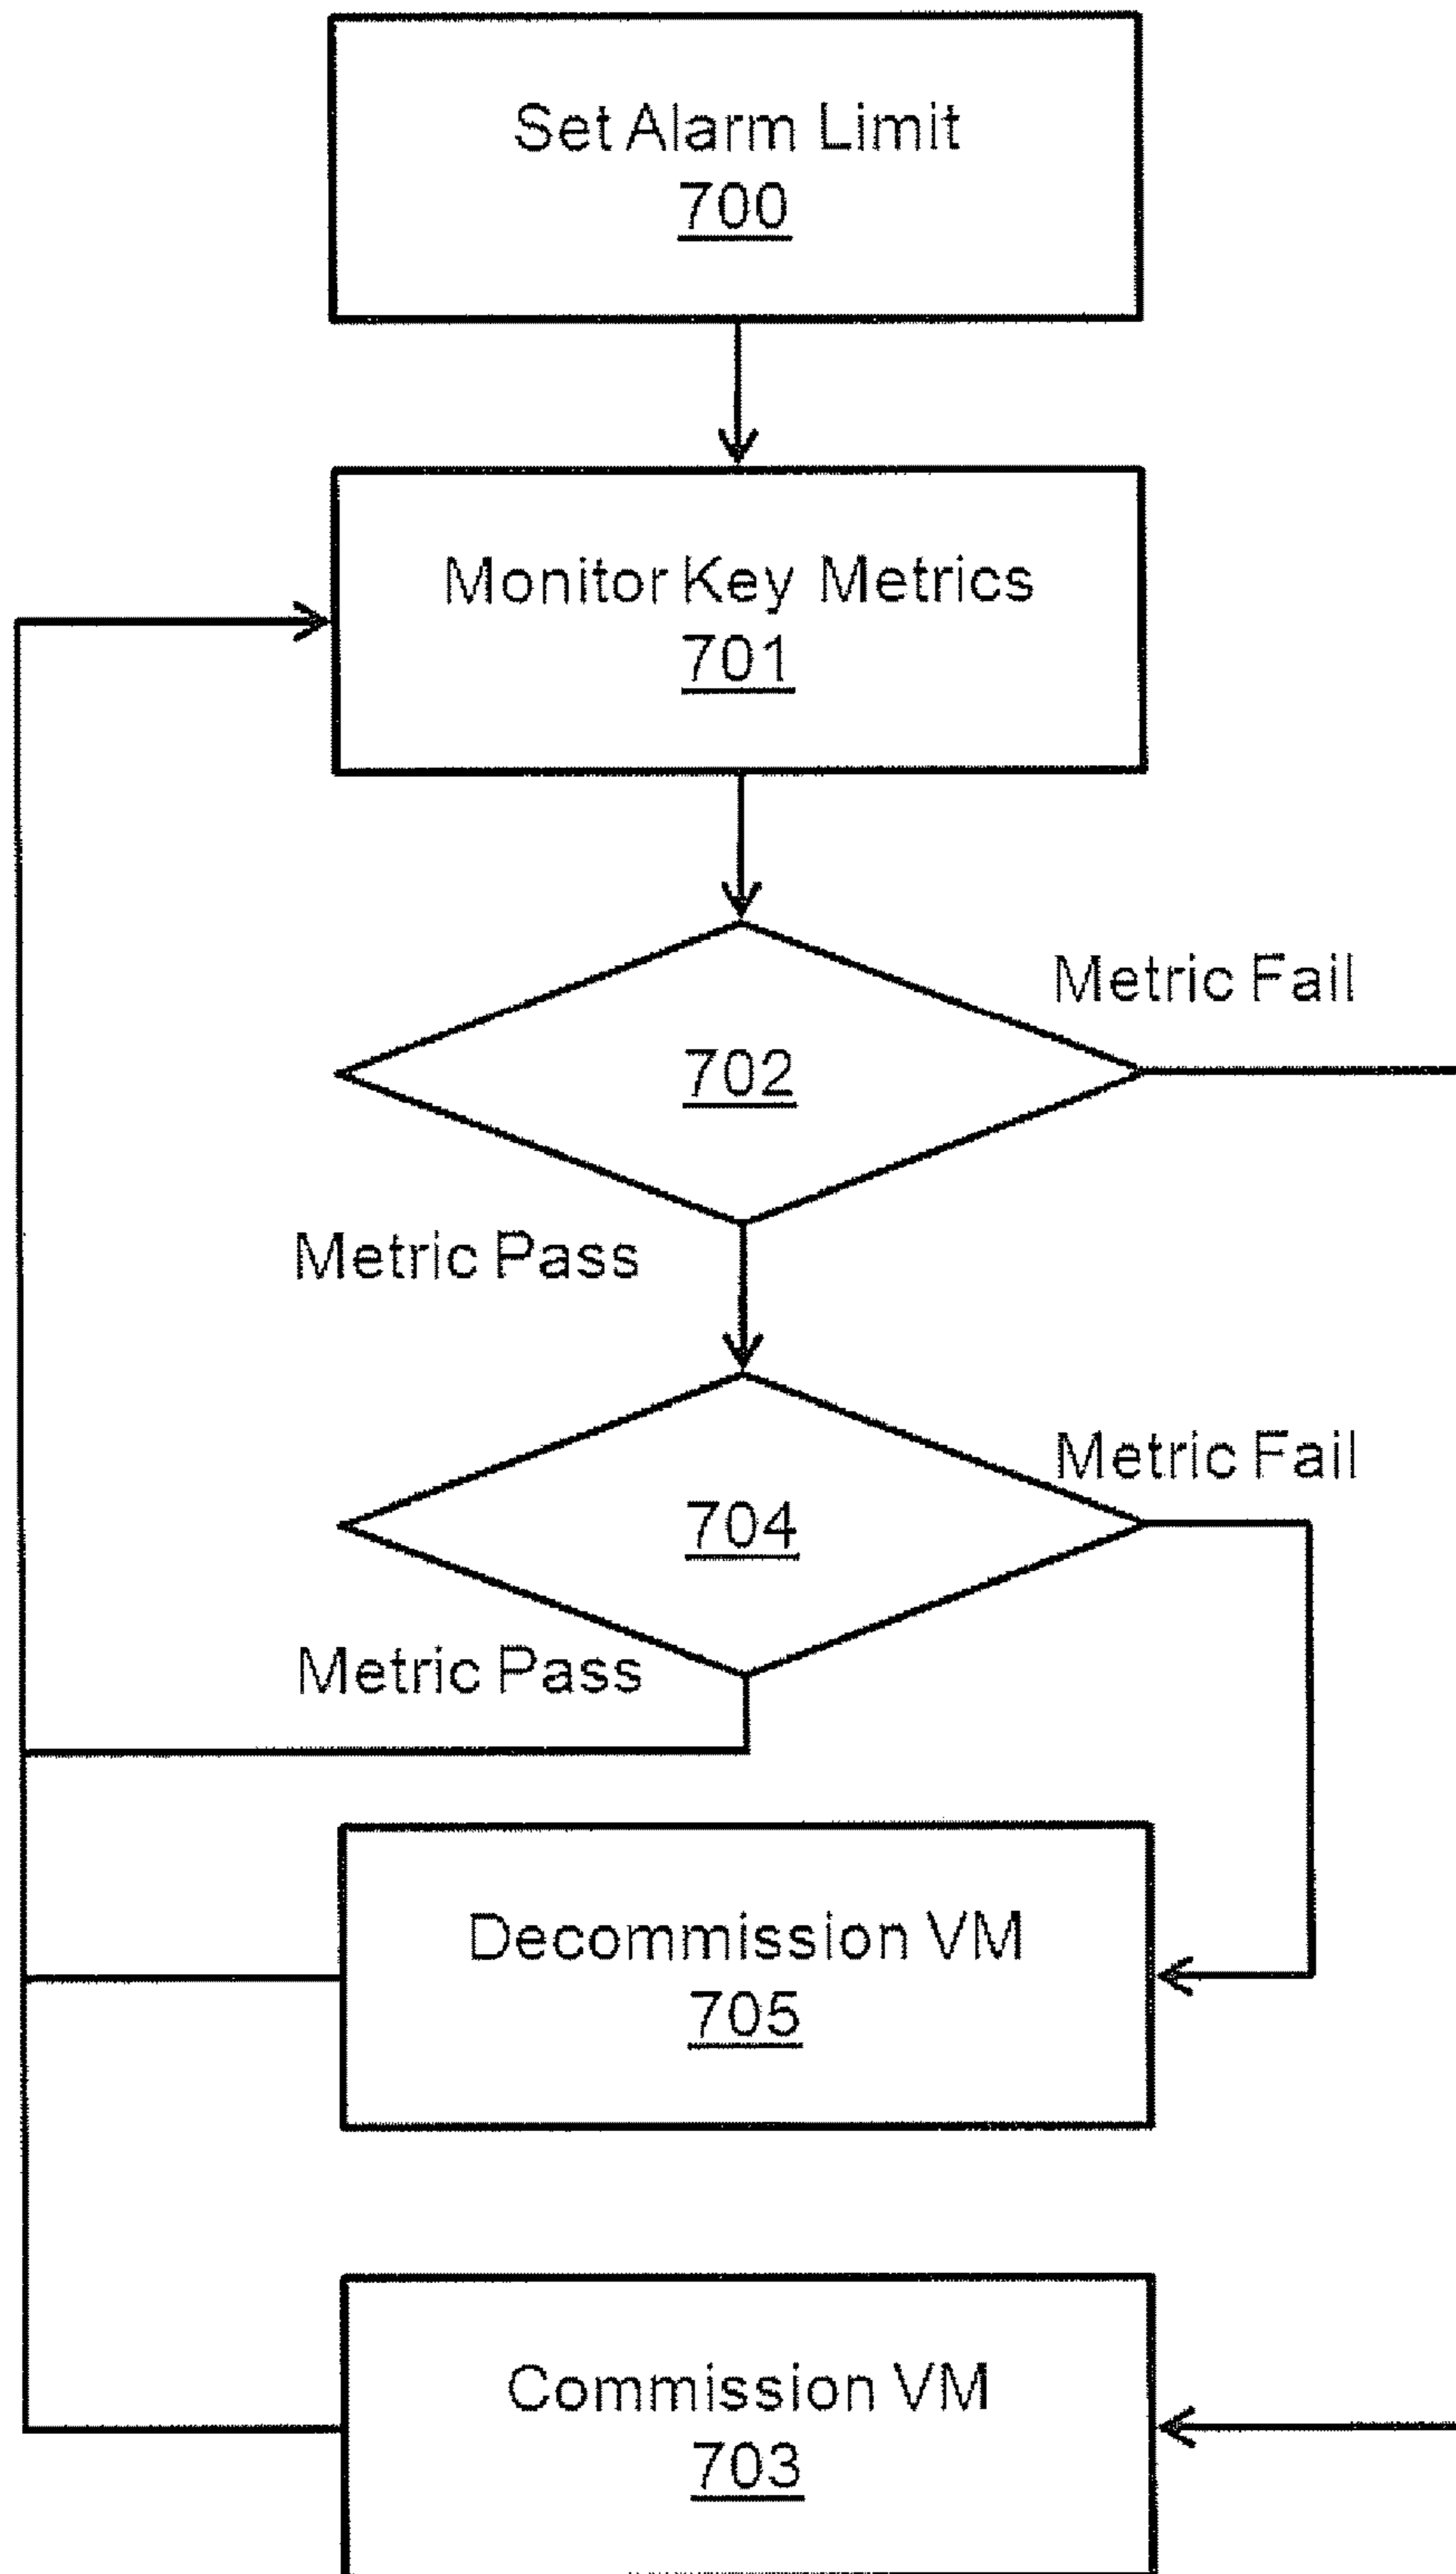 Set Alarm Limit
700
Monitor Key Metrics
701
Metric Fail
702
Metric Pass
Metric Fail
704
Metric Pass
Decommission VM
705
Commission VM
703